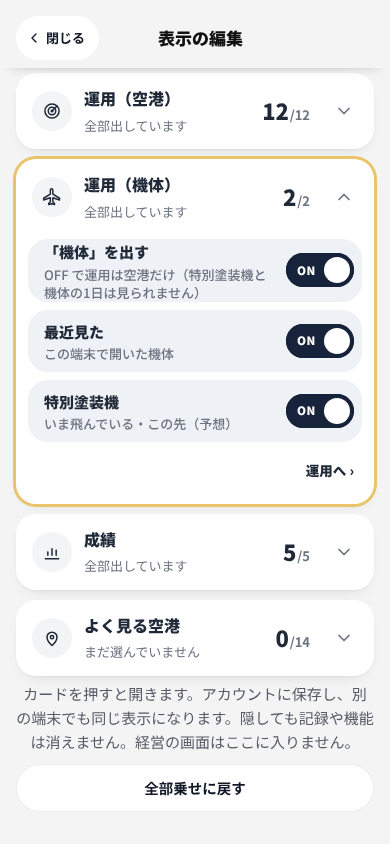 閉じる
表示の編集
運用（空港）
全部出しています
12/12
運用（機体）
全部出しています
2/2
「機体」を出す
OFF で運用は空港だけ（特別塗装機と
機体の1日は見られません）
ON
最近見た
この端末で開いた機体
ON
特別塗装機
いま飛んでいる・この先（予想）
ON
運用へ ›
成績
全部出しています
5/5
よく見る空港
まだ選んでいません
0/14
カードを押すと開きます。アカウントに保存し、別
の端末でも同じ表示になります。隠しても記録や機能
は消えません。経営の画面はここに入りません。
全部乗せに戻す